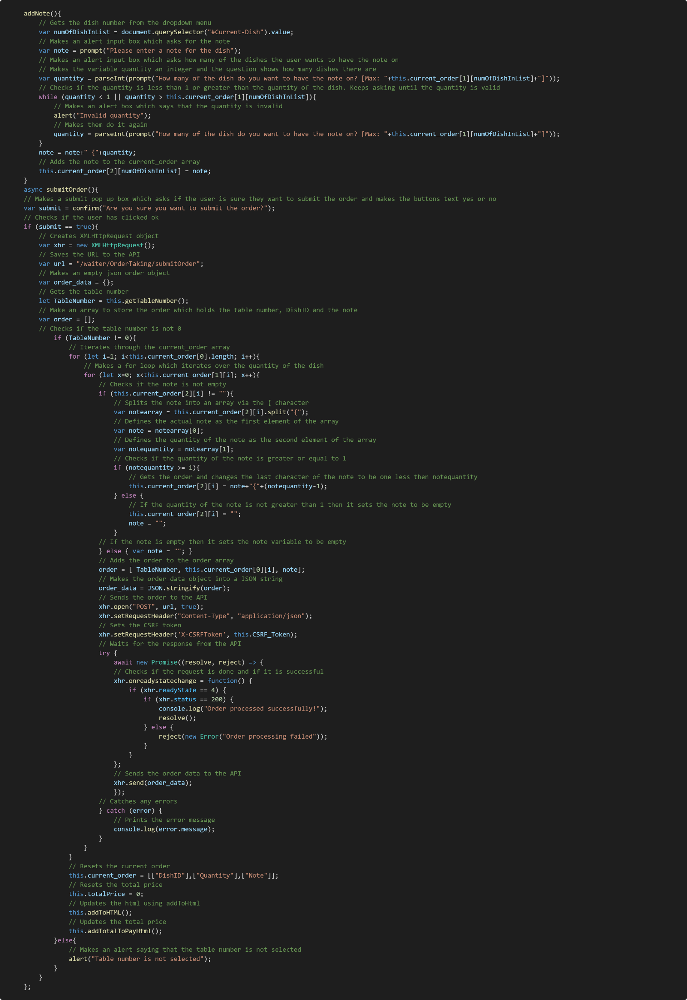 addNote(){
    // Gets the dish number from the dropdown menu
    var numOfDishInList = document.querySelector("#Current-Dish").value;
    // Makes an alert input box which asks for the note
    var note = prompt("Please enter a note for the dish");
    // Makes an alert input box which asks how many of the dishes the user wants to have the note on
    // Makes the variable quantity an integer and the question shows how many dishes there are
    var quantity = parseInt(prompt("How many of the dish do you want to have the note on? [Max: "+this.current_order[1][numOfDishInList]+"]"));
    // Checks if the quantity is less than 1 or greater than the quantity of the dish. Keeps asking until the quantity is valid
    while (quantity < 1 || quantity > this.current_order[1][numOfDishInList]){
        // Makes an alert box which says that the quantity is invalid
        alert("Invalid quantity");
        // Makes them do it again
        quantity = parseInt(prompt("How many of the dish do you want to have the note on? [Max: "+this.current_order[1][numOfDishInList]+"]"));
    }
    note = note+" {"+quantity;
    // Adds the note to the current_order array
    this.current_order[2][numOfDishInList] = note;
}
async submitOrder(){
// Makes a submit pop up box which asks if the user is sure they want to submit the order and makes the buttons text yes or no
var submit = confirm("Are you sure you want to submit the order?");
// Checks if the user has clicked ok
if (submit == true){
    // Creates XMLHttpRequest object
    var xhr = new XMLHttpRequest();
    // Saves the URL to the API
    var url = "/waiter/OrderTaking/submitOrder";
    // Makes an empty json order object
    var order_data = {};
    // Gets the table number
    let TableNumber = this.getTableNumber();
    // Make an array to store the order which holds the table number, DishID and the note
    var order = [];
    // Checks if the table number is not 0
        if (TableNumber != 0){
            // Iterates through the current_order array
            for (let i=1; i<this.current_order[0].length; i++){
                // Makes a for loop which iterates over the quantity of the dish
                for (let x=0; x<this.current_order[1][i]; x++){
                    // Checks if the note is not empty
                    if (this.current_order[2][i] != ""){
                        // Splits the note into an array via the { character
                        var notearray = this.current_order[2][i].split("{");
                        // Defines the actual note as the first element of the array
                        var note = notearray[0];
                        // Defines the quantity of the note as the second element of the array
                        var notequantity = notearray[1];
                        // Checks if the quantity of the note is greater or equal to 1
                        if (notequantity >= 1){
                            // Gets the order and changes the last character of the note to be one less then notequantity
                            this.current_order[2][i] = note+"{"+(notequantity-1);
                        } else {
                            // If the quantity of the note is not greater than 1 then it sets the note to be empty
                            this.current_order[2][i] = "";
                            note = "";
                        }
                    // If the note is empty then it sets the note variable to be empty
                    } else { var note = ""; }
                    // Adds the order to the order array
                    order = [ TableNumber, this.current_order[0][i], note];
                    // Makes the order_data object into a JSON string
                    order_data = JSON.stringify(order);
                    // Sends the order to the API
                    xhr.open("POST", url, true);
                    xhr.setRequestHeader("Content-Type", "application/json");
                    // Sets the CSRF token
                    xhr.setRequestHeader('X-CSRFToken', this.CSRF_Token);
                    // Waits for the response from the API
                    try {
                        await new Promise((resolve, reject) => {
                        // Checks if the request is done and if it is successful
                        xhr.onreadystatechange = function() {
                            if (xhr.readyState == 4) {
                                if (xhr.status == 200) {
                                    console.log("Order processed successfully!");
                                    resolve();
                                } else {
                                    reject(new Error("Order processing failed"));
                                }
                            }
                        };
                        // Sends the order data to the API
                        xhr.send(order_data);
                        });
                    // Catches any errors
                    } catch (error) {
                        // Prints the error message
                        console.log(error.message);
                    }
                }
            }
            // Resets the current order
            this.current_order = [["DishID"],["Quantity"],["Note"]];
            // Resets the total price
            this.totalPrice = 0;
            // Updates the html using addToHtml
            this.addToHTML();
            // Updates the total price
            this.addTotalToPayHtml();
        }else{
            // Makes an alert saying that the table number is not selected
            alert("Table number is not selected");
        }
    }
};